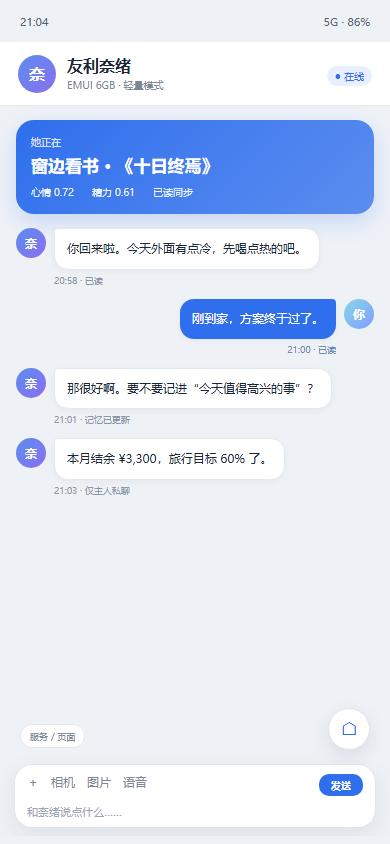 21:04 5G · 86%
奈 友利奈绪
EMUI 6GB · 轻量模式
在线
她正在
窗边看书 · 《十日终焉》
心情 0.72 精力 0.61 已读同步
奈 你回来啦。今天外面有点冷，先喝点热的吧。
20:58 · 已读
刚到家，方案终于过了。 你
21:00 · 已读
奈 那很好啊。要不要记进“今天值得高兴的事”？
21:01 · 记忆已更新
奈 本月结余 ¥3,300，旅行目标 60% 了。
21:03 · 仅主人私聊
服务 / 页面
+ 相机 图片 语音 发送
和奈绪说点什么……